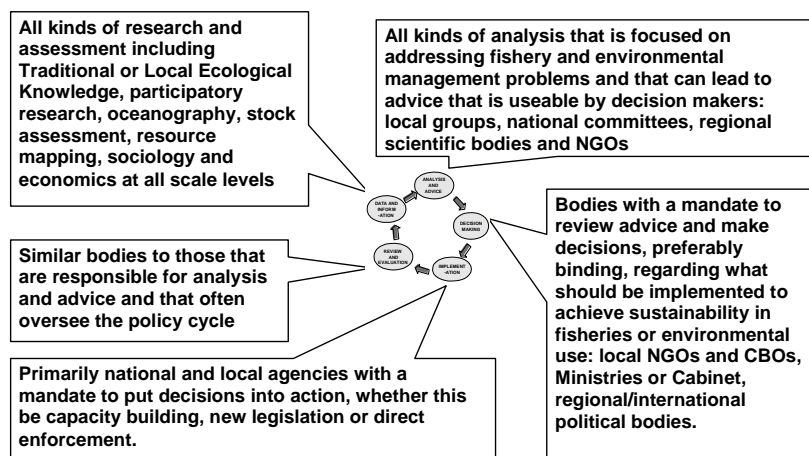 All kinds of research and
assessment including
Traditional or Local Ecological
Knowledge, participatory
research, oceanography, stock
assessment, resource
mapping, sociology and
economics at all scale levels
All kinds of analysis that is focused on
addressing fishery and environmental
management problems and that can lead to
advice that is useable by decision makers:
local groups, national committees, regional
scientific bodies and NGOs
ANALYSIS
AND
ADVICE
DATA AND
INFORM
-ATION
DECISION
MAKING
REVIEW
AND
EVALUATION
IMPLEMENT
-ATION
Similar bodies to those that
are responsible for analysis
and advice and that often
oversee the policy cycle
Bodies with a mandate to
review advice and make
decisions, preferably
binding, regarding what
should be implemented to
achieve sustainability in
fisheries or environmental
use: local NGOs and CBOs,
Ministries or Cabinet,
regional/international
political bodies.
Primarily national and local agencies with a
mandate to put decisions into action, whether this
be capacity building, new legislation or direct
enforcement.